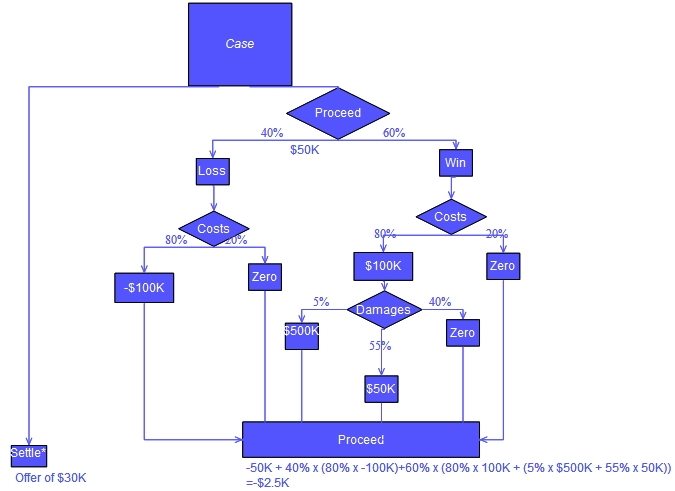 Case
Proceed
40% 60%
$50K
Loss Win
Costs Costs
80% 20% 80% 20%
-$100K Zero $100K Zero
5% Damages 40%
$500K Zero
55%
$50K
Proceed
Settle*
Offer of $30K
-50K + 40% x (80% x -100K)+60% x (80% x 100K + (5% x $500K + 55% x 50K))
=-$2.5K